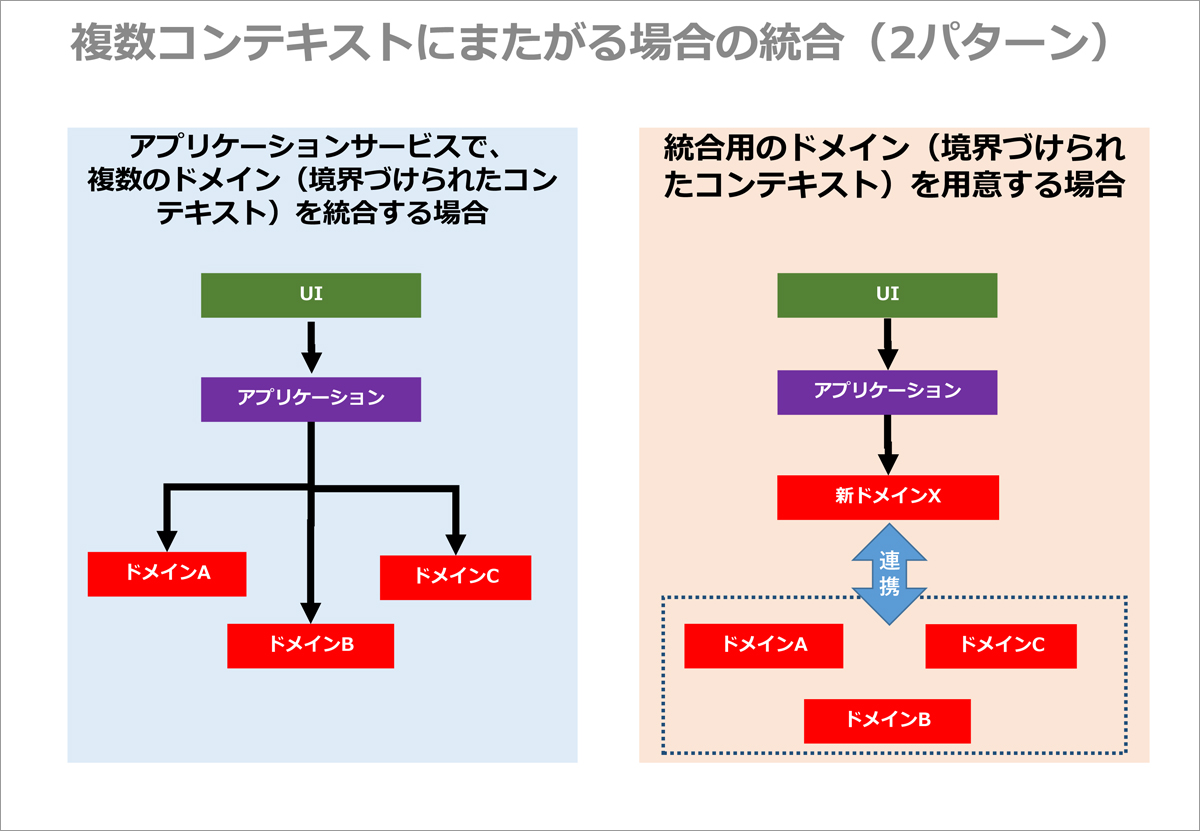 複数コンテキストにまたがる場合の統合（2パターン）
アプリケーションサービスで、
複数のドメイン（境界づけられたコン
テキスト）を統合する場合
UI
アプリケーション
ドメインA
ドメインC
ドメインB
統合用のドメイン（境界づけられ
たコンテキスト）を用意する場合
UI
アプリケーション
新ドメインX
連
携
ドメインA
ドメインC
ドメインB